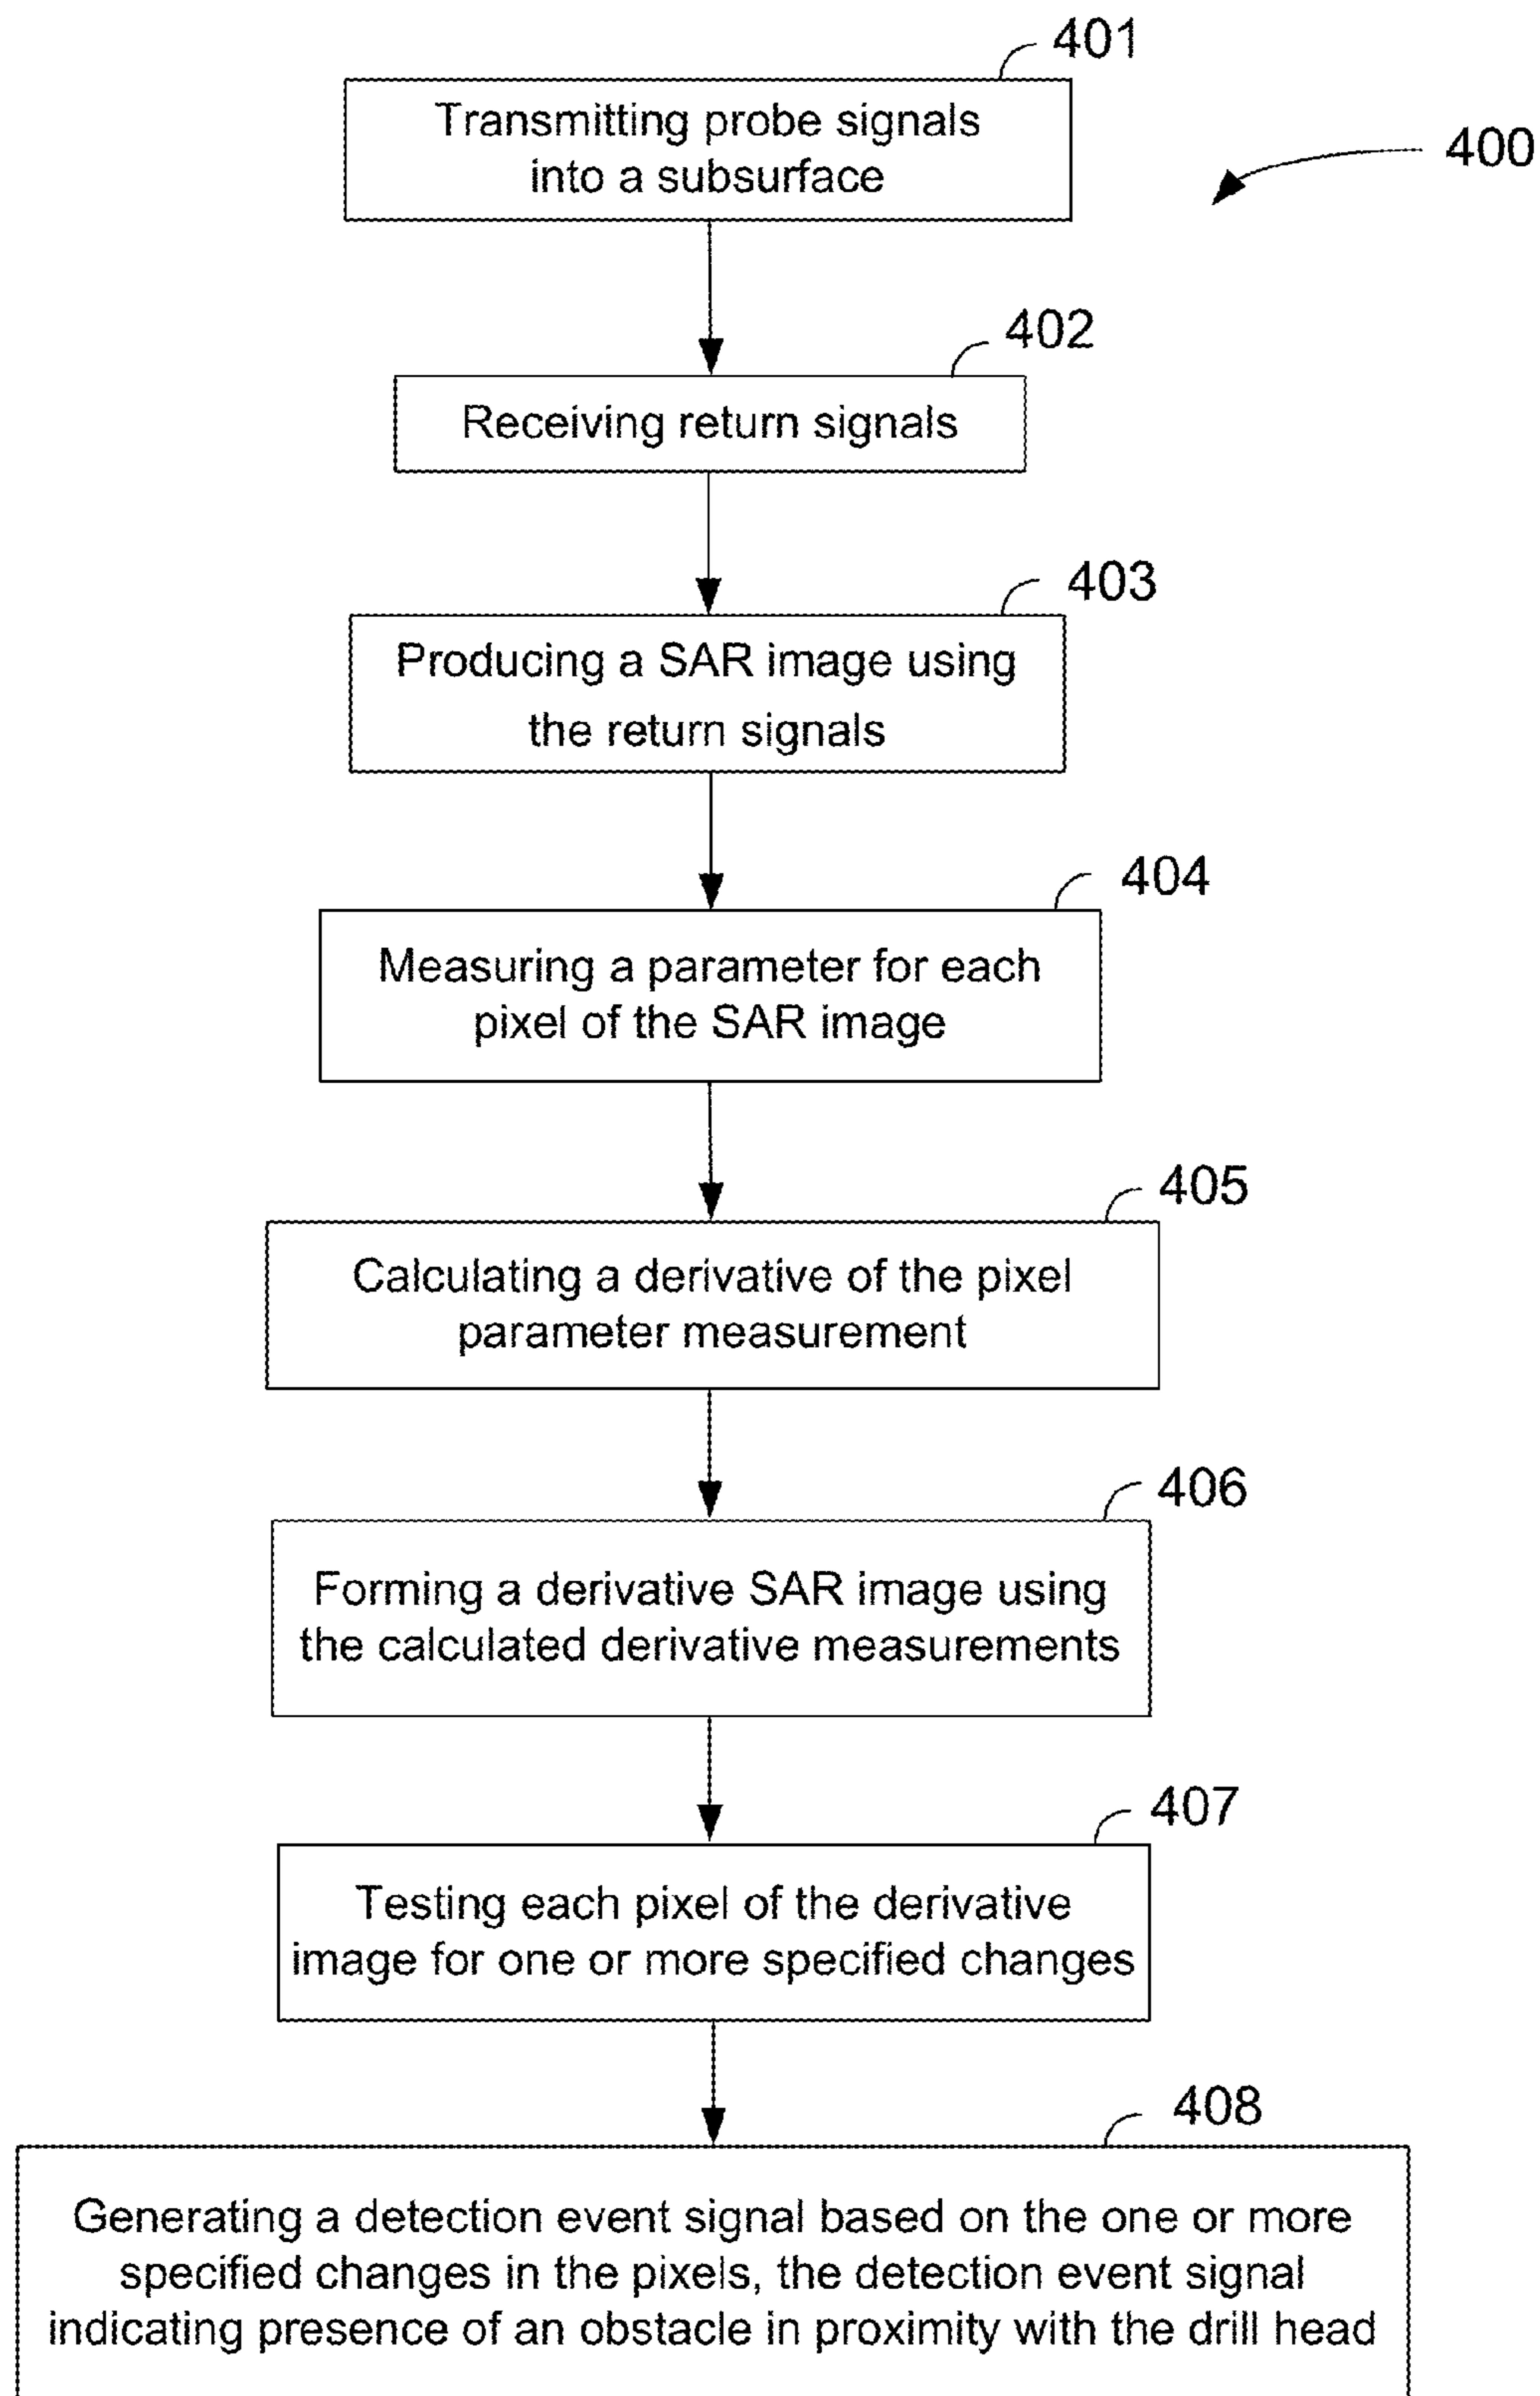 401
Transmitting probe signals
into a subsurface
400
402
Receiving return signals
403
Producing a SAR image using
the return signals
404
Measuring a parameter for each
pixel of the SAR image
405
Calculating a derivative of the pixel
parameter measurement
406
Forming a derivative SAR image using
the calculated derivative measurements
407
Testing each pixel of the derivative
image for one or more specified changes
408
Generating a detection event signal based on the one or more
specified changes in the pixels, the detection event signal
indicating presence of an obstacle in proximity with the drill head